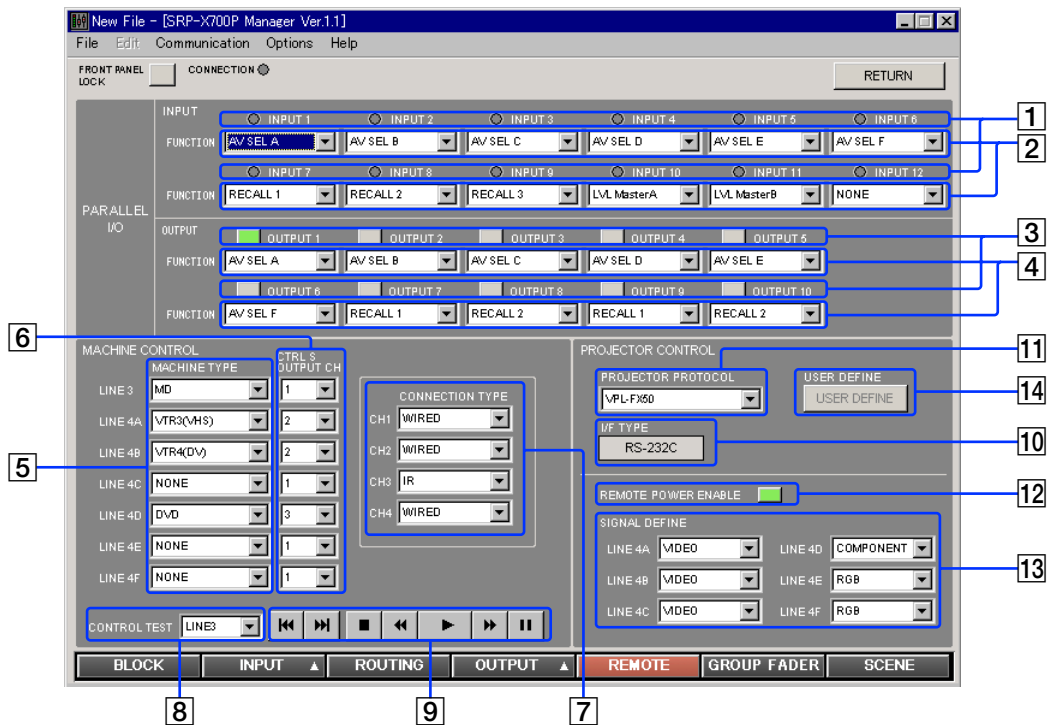 New File - [SRP-X700P Manager Ver.1.1]
File Edit Communication Options Help
FRONT PANEL LOCK CONNECTION RETURN
INPUT
INPUT 1 INPUT 2 INPUT 3 INPUT 4 INPUT 5 INPUT 6 1
FUNCTION AV SEL A AV SEL B AV SEL C AV SEL D AV SEL E AV SEL F 2
INPUT 7 INPUT 8 INPUT 9 INPUT 10 INPUT 11 INPUT 12
FUNCTION RECALL 1 RECALL 2 RECALL 3 LVL MasterA LVL MasterB NONE
PARALLEL
I/O
OUTPUT
OUTPUT 1 OUTPUT 2 OUTPUT 3 OUTPUT 4 OUTPUT 5 3
FUNCTION AV SEL A AV SEL B AV SEL C AV SEL D AV SEL E 4
OUTPUT 6 OUTPUT 7 OUTPUT 8 OUTPUT 9 OUTPUT 10
FUNCTION AV SEL F RECALL 1 RECALL 2 RECALL 1 RECALL 2
6
MACHINE CONTROL
MACHINE TYPE
CTRL S
OUTPUT CH
LINE 3 MD 1
LINE 4A VTR3(VHS) 2
LINE 4B VTR4(DV) 2
5
LINE 4C NONE 1
LINE 4D DVD 3
LINE 4E NONE 1
LINE 4F NONE 1
CONNECTION TYPE
CH1 WIRED
CH2 WIRED
CH3 IR
CH4 WIRED
CONTROL TEST LINE3
PROJECTOR CONTROL
11
PROJECTOR PROTOCOL
VPL-FX50
USER DEFINE
USER DEFINE
14
I/F TYPE
RS-232C
10
REMOTE POWER ENABLE
12
SIGNAL DEFINE
LINE 4A VIDEO LINE 4D COMPONENT
13
LINE 4B VIDEO LINE 4E RGB
LINE 4C VIDEO LINE 4F RGB
BLOCK INPUT ROUTING OUTPUT REMOTE GROUP FADER SCENE
8 9 7